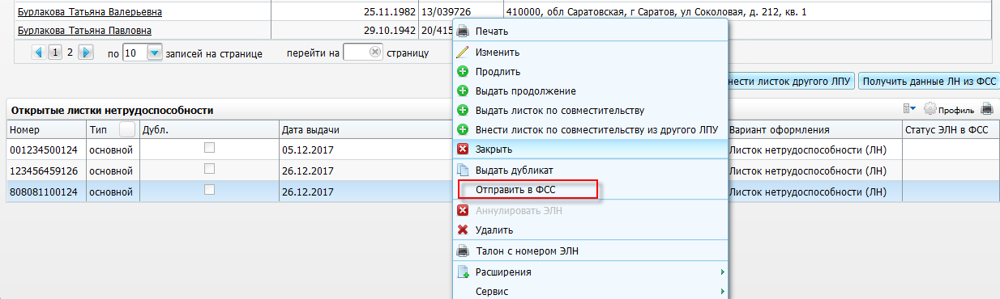 Бурлакова Татьяна Валерьевна 25.11.1982 13/039726 410000, обл Саратовская, г Саратов, ул Соколовая, д. 212, кв. 1
Бурлакова Татьяна Павловна 29.10.1942 20/415
1 2 по 10 записей на странице перейти на страницу
Печать
Изменить
Продлить
Выдать продолжение
Выдать листок по совместительству
Внести листок по совместительству из другого ЛПУ
Закрыть
Выдать дубликат
Отправить в ФСС
Аннулировать ЭЛН
Удалить
Талон с номером ЭЛН
Расширения
Сервис
нести листок другого ЛПУ Получить данные ЛН из ФСС
Открытые листки нетрудоспособности Профиль
Номер Тип Дубл. Дата выдачи Вариант оформления Статус ЭЛН в ФСС
001234500124 основной 05.12.2017 Листок нетрудоспособности (ЛН)
123456459126 основной 26.12.2017 Листок нетрудоспособности (ЛН)
808081100124 основной 26.12.2017 Листок нетрудоспособности (ЛН)